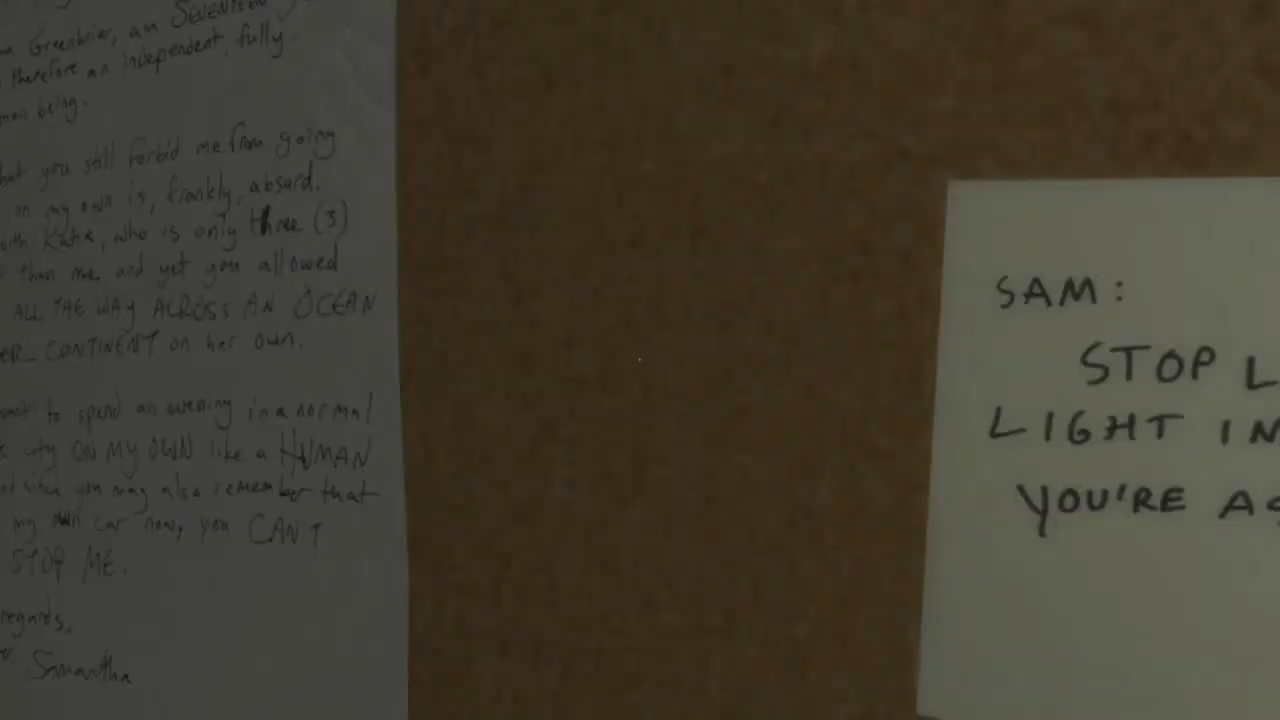 Greenbrier, an SEVENTEEN
therefore an independent, fully
being.
you still forbid me from going
on my own is, frankly, absurd.
Katie, who is only three (3)
than me and yet you allowed
ALL THE WAY ACROSS AN OCEAN
CONTINENT on her own.
to spend an evening in a normal
city ON MY OWN like a HUMAN
since you may also remember that
my own car now, you CAN'T
STOP ME.
regards,
Samantha
SAM:
STOP L
LIGHT IN
YOU'RE